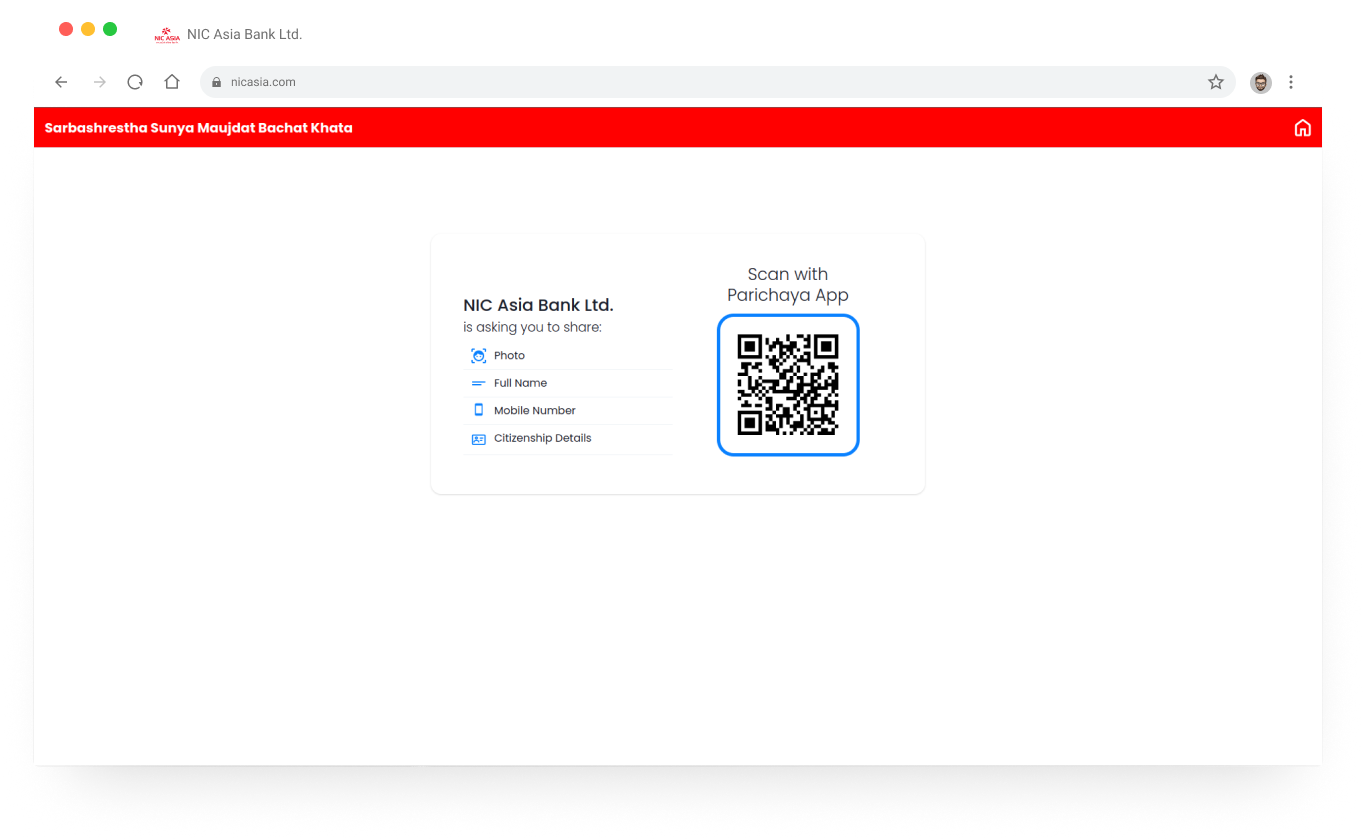 NIC ASIA
NIC Asia Bank Ltd.
nicasia.com
Sarbashrestha Sunya Maujdat Bachat Khata
NIC Asia Bank Ltd.
is asking you to share:
Photo
Full Name
Mobile Number
Citizenship Details
Scan with
Parichaya App